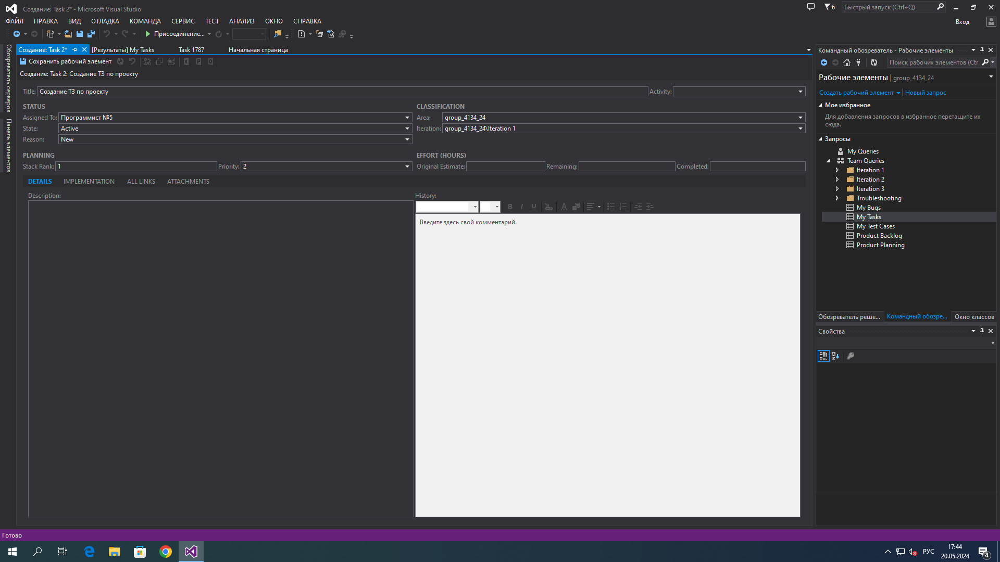 Создание: Task 2* - Microsoft Visual Studio
6
Быстрый запуск (Ctrl+Q)
ФАЙЛ ПРАВКА ВИД ОТЛАДКА КОМАНДА СЕРВИС ТЕСТ АНАЛИЗ ОКНО СПРАВКА
Вход
Присоединение...
Обозреватель серверов
Панель элементов
Создание: Task 2* [Результаты] My Tasks Task 1787 Начальная страница
Сохранить рабочий элемент
Создание: Task 2: Создание ТЗ по проекту
Title: Создание ТЗ по проекту Activity:
STATUS
Assigned To: Программист №5
State: Active
Reason: New
CLASSIFICATION
Area: group_4134_24
Iteration: group_4134_24\Iteration 1
PLANNING
Stack Rank: 1 Priority: 2
EFFORT (HOURS)
Original Estimate: Remaining: Completed:
DETAILS IMPLEMENTATION ALL LINKS ATTACHMENTS
Description:
History:
B I U
Введите здесь свой комментарий.
Командный обозреватель - Рабочие элементы
Поиск рабочих элементов (Ctr
Рабочие элементы | group_4134_24
Создать рабочий элемент | Новый запрос
Мое избранное
Для добавления запросов в избранное перетащите их
сюда.
Запросы
My Queries
Team Queries
Iteration 1
Iteration 2
Iteration 3
Troubleshooting
My Bugs
My Tasks
My Test Cases
Product Backlog
Product Planning
Обозреватель реше... Командный обозре... Окно классов
Свойства
Готово
РУС
17:44
20.05.2024
4